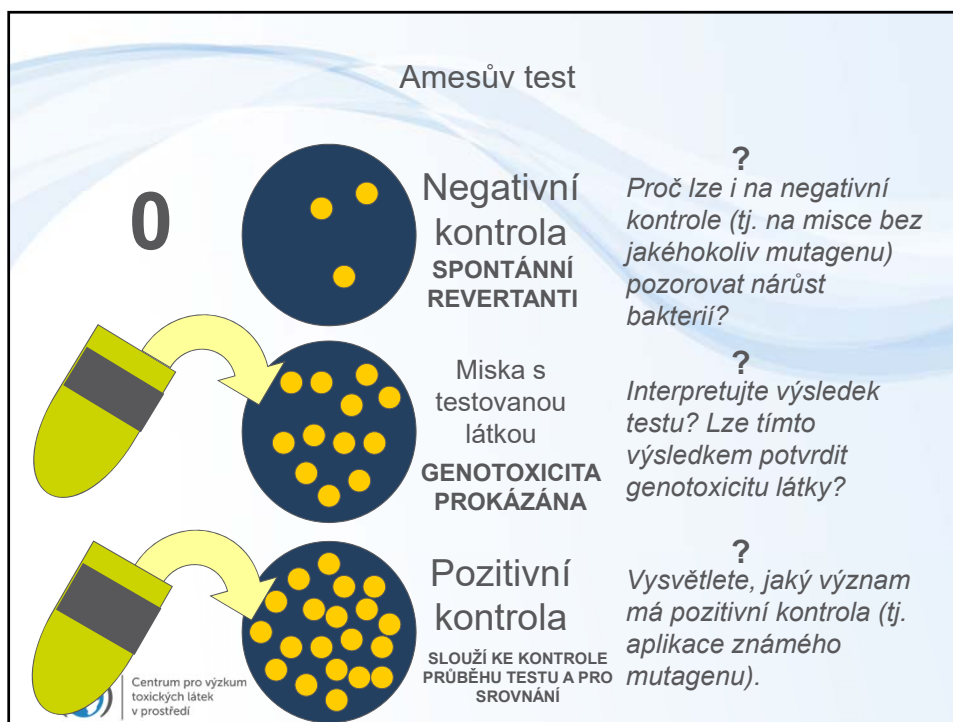 Amesův test
0
Negativní
kontrola
SPONTÁNNÍ
REVERTANTI
?
Proč lze i na negativní
kontrole (tj. na misce bez
jakéhokoliv mutagenu)
pozorovat nárůst
bakterií?
Miska s
testovanou
látkou
GENOTOXICITA
PROKÁZÁNA
?
Interpretujte výsledek
testu? Lze tímto
výsledkem potvrdit
genotoxicitu látky?
Pozitivní
kontrola
SLOUŽÍ KE KONTROLE
PRŮBĚHU TESTU A PRO
SROVNÁNÍ
?
Vysvětlete, jaký význam
má pozitivní kontrola (tj.
aplikace známého
mutagenu).
Centrum pro výzkum
toxických látek
v prostředí